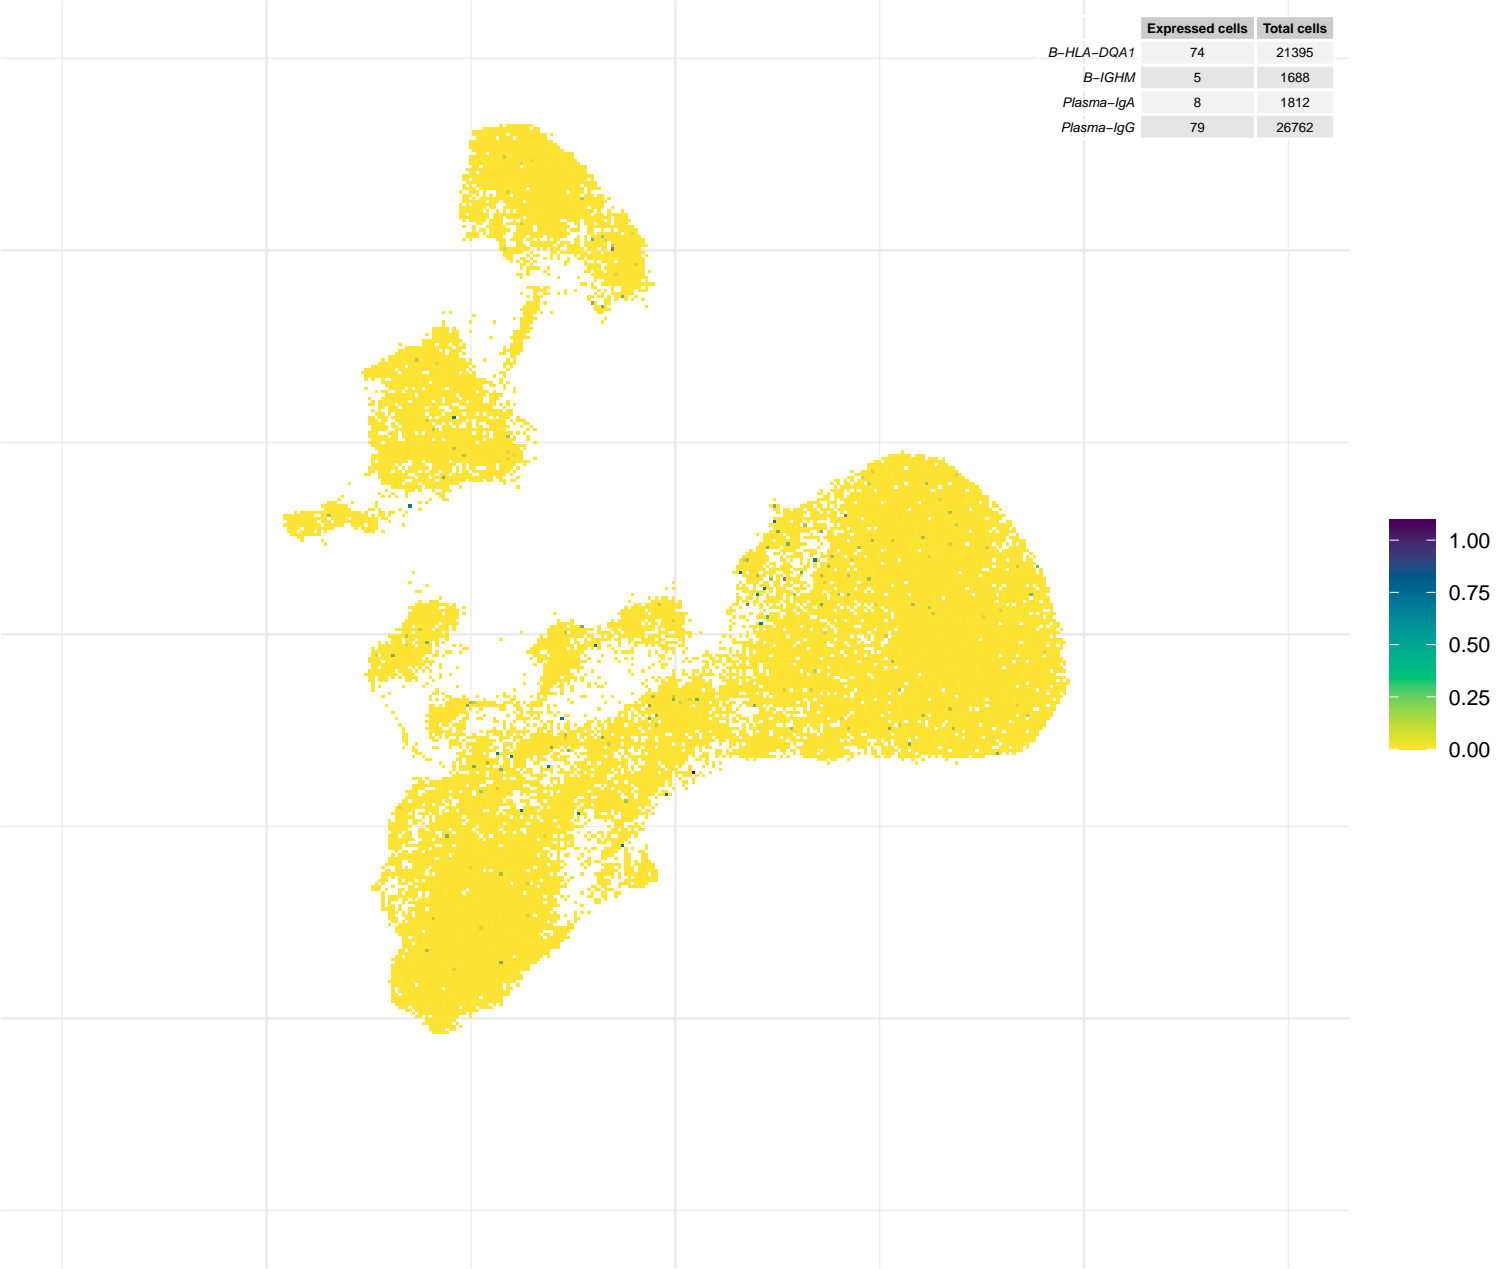 Expressed cells Total cells
B−HLA−DQA1 74 21395
B−IGHM 5 1688
Plasma−IgA 8 1812
Plasma−IgG 79 26762
1.00
0.75
0.50
0.25
0.00